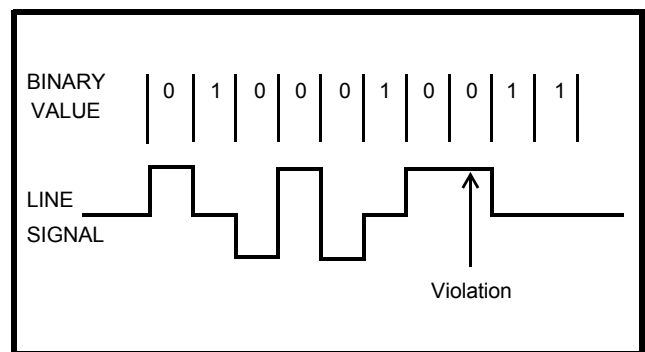 BINARY
VALUE
0 1 0 0 0 1 0 0 1 1
LINE
SIGNAL
Violation